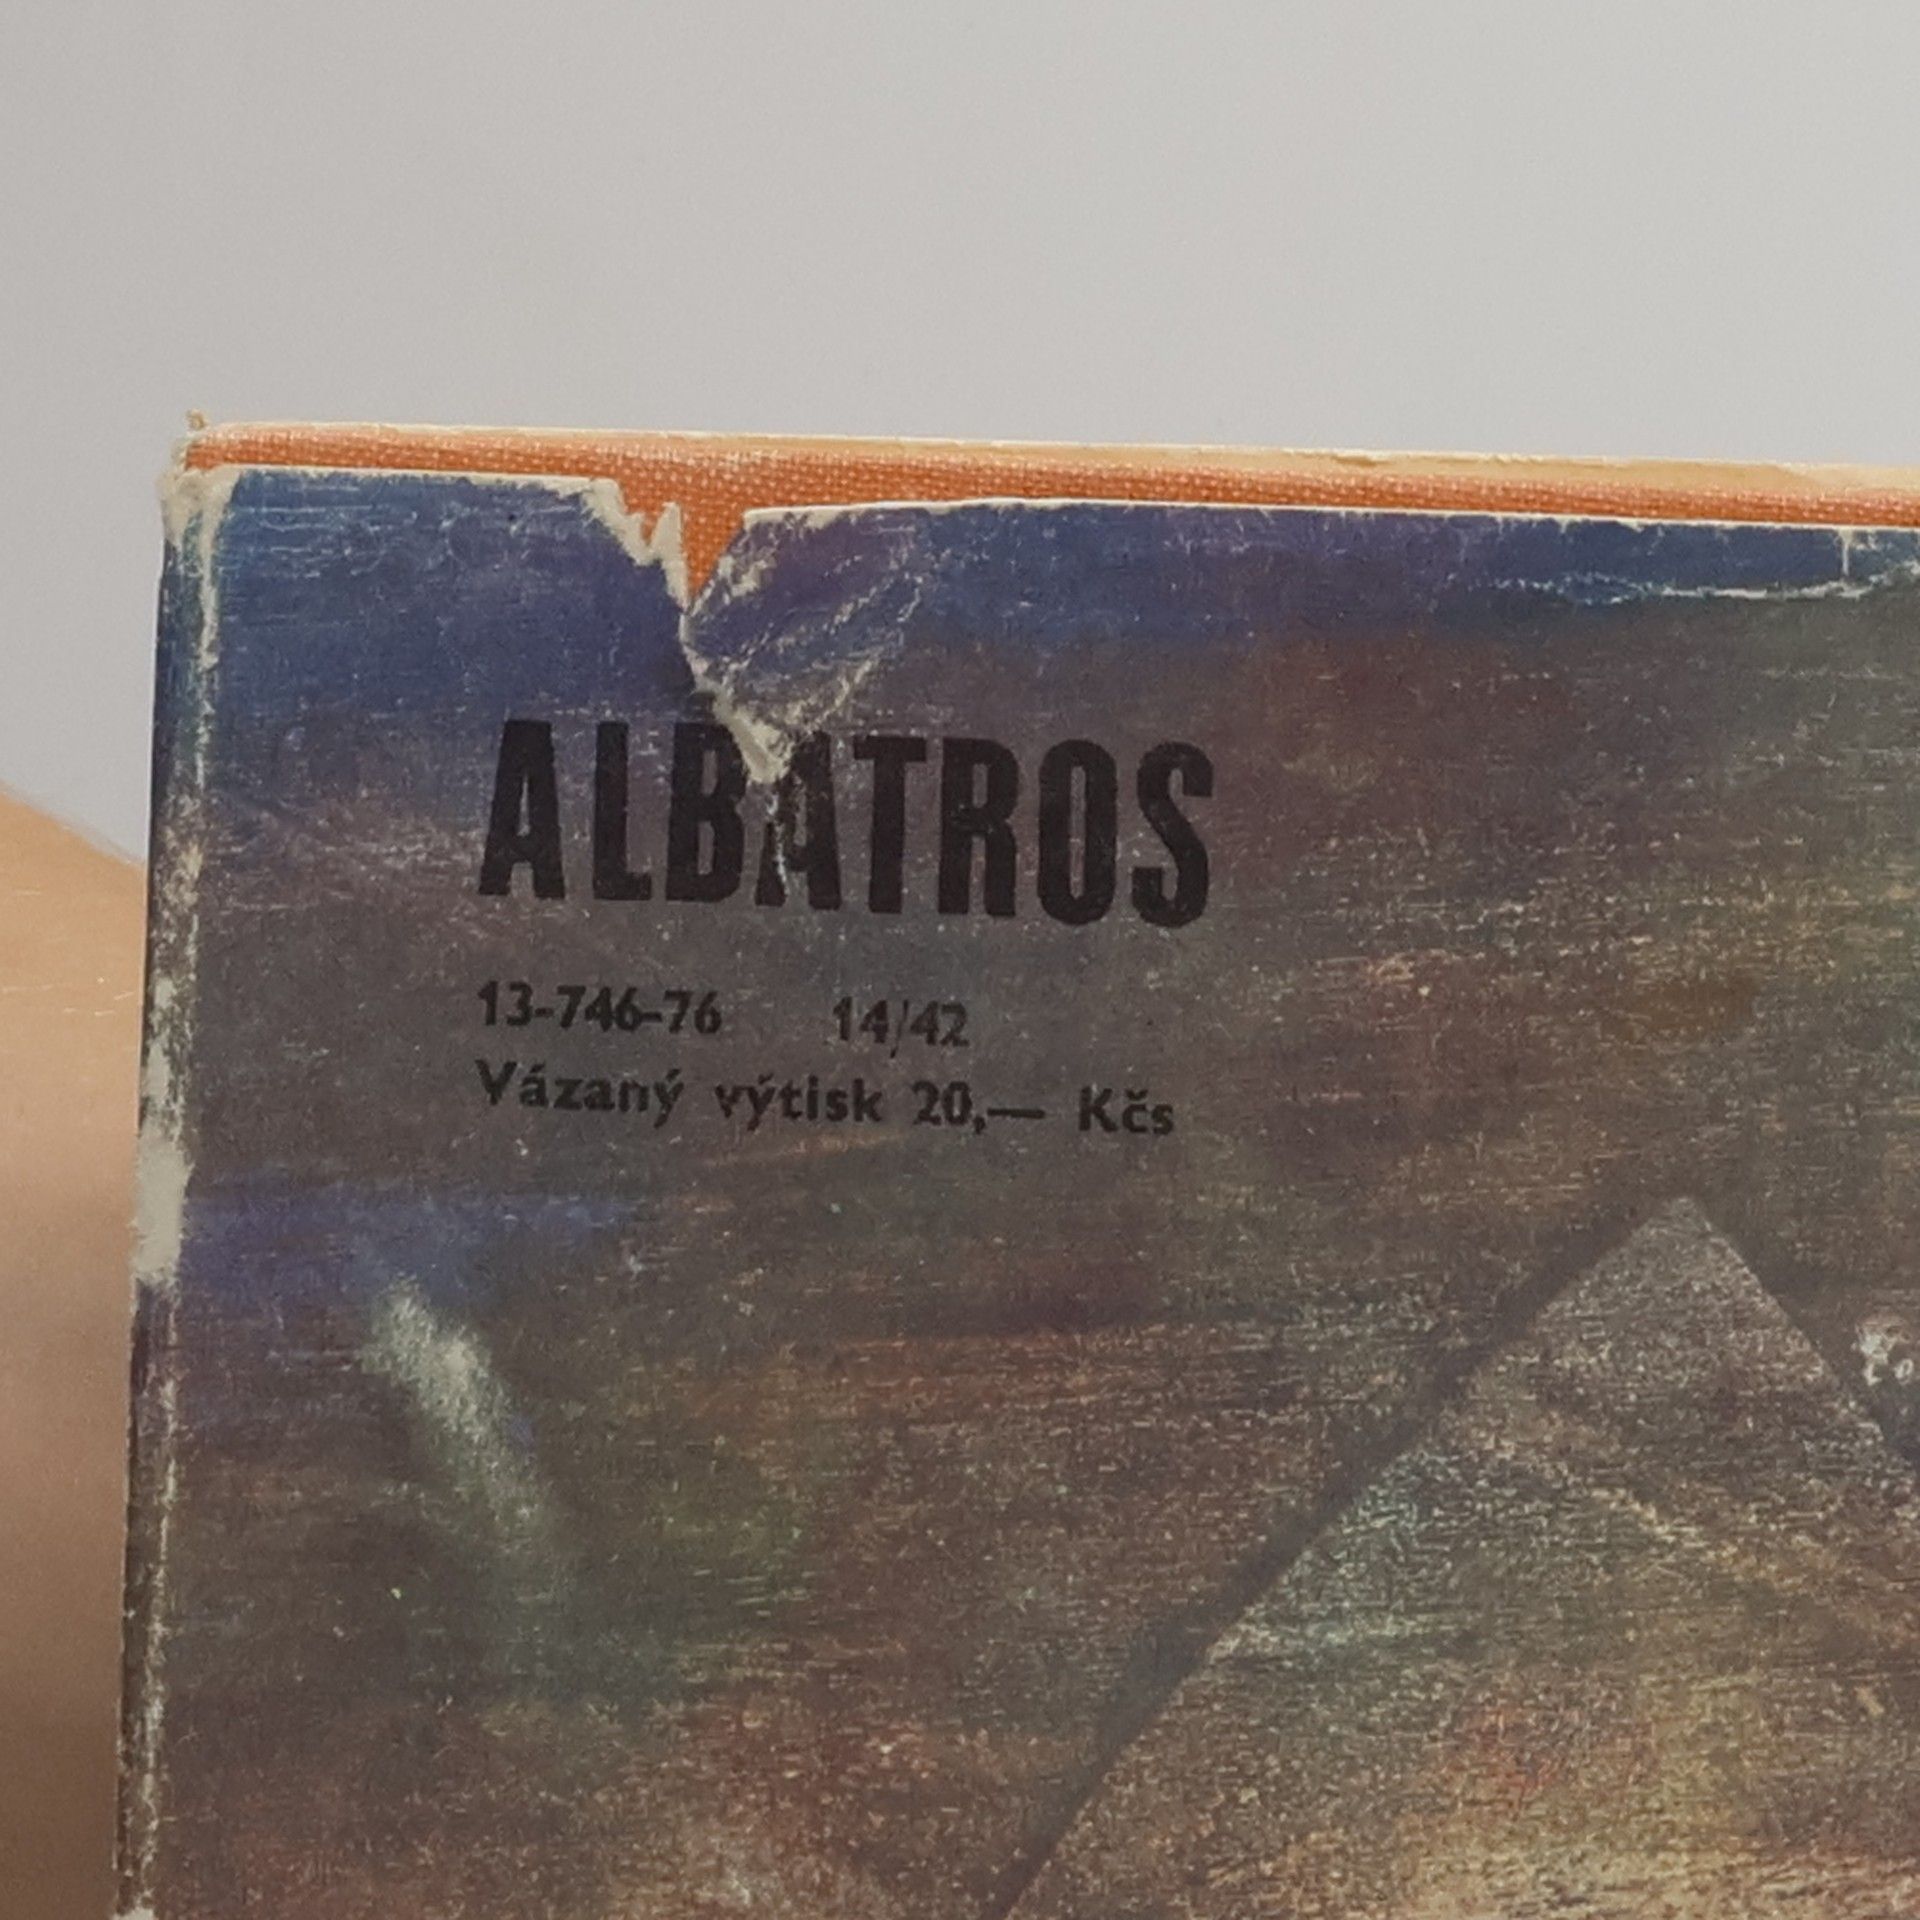 ALBATROS
13-746-76 14/42
Vázaný výtisk 20,— Kčs